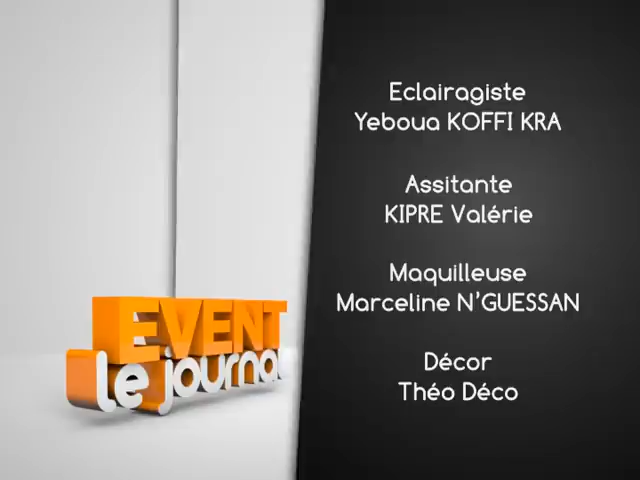 EVENT
le journal
Eclairagiste
Yeboua KOFFI KRA
Assitante
KIPRE Valérie
Maquilleuse
Marceline N'GUESSAN
Décor
Théo Déco